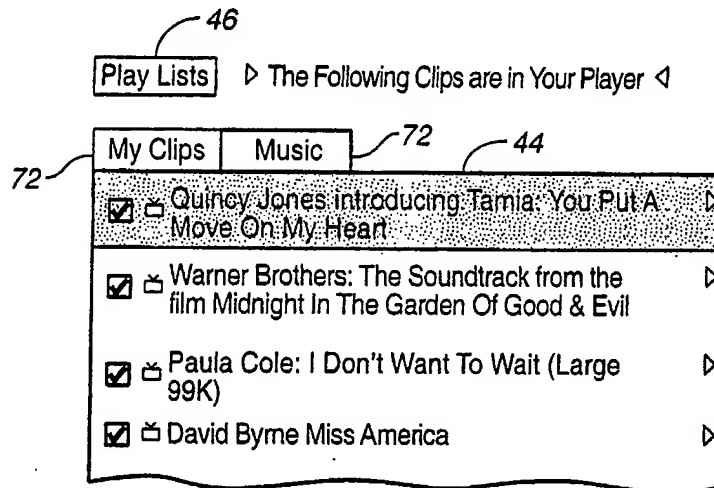 46
Play Lists ▷ The Following Clips are in Your Player ◁
72 My Clips Music 72 44
Quincy Jones introducing Tamia: You Put A
Move On My Heart
Warner Brothers: The Soundtrack from the
film Midnight In The Garden Of Good & Evil
Paula Cole: I Don't Want To Wait (Large
99K)
David Byrne Miss America